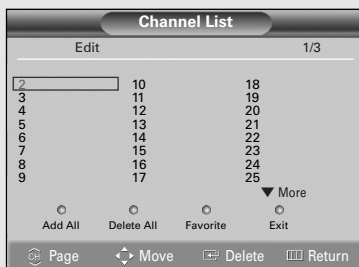 Channel List
Edit 1/3
2 10 18
3 11 19
4 12 20
5 13 21
6 14 22
7 15 23
8 16 24
9 17 25
▼ More
Add All Delete All Favorite Exit
CH Page Move Delete Return